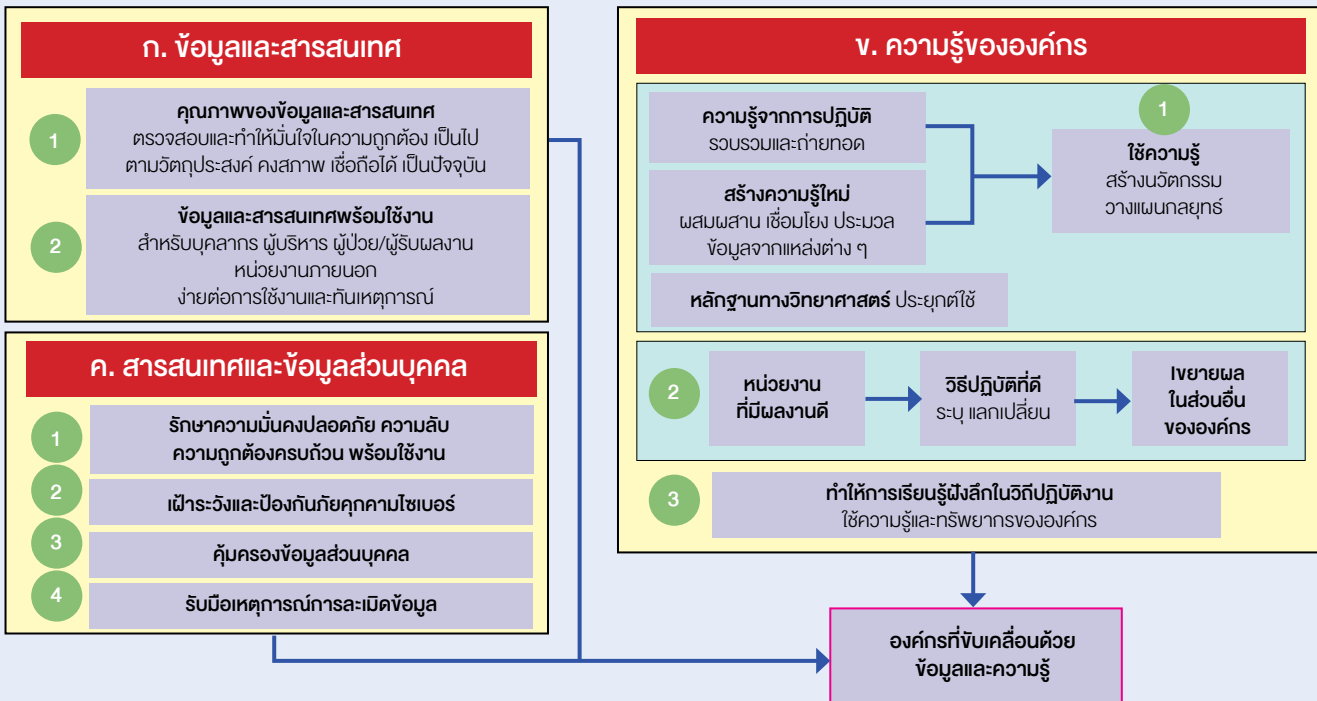 ก. ข้อมูลและสารสนเทศ
1
คุณภาพของข้อมูลและสารสนเทศ
ตรวจสอบและทำให้มั่นใจในความถูกต้อง เป็นไป
ตามวัตถุประสงค์ คงสภาพ เชื่อถือได้ เป็นปัจจุบัน
2
ข้อมูลและสารสนเทศพร้อมใช้งาน
สำหรับบุคลากร ผู้บริหาร ผู้ป่วย/ผู้รับผลงาน
หน่วยงานภายนอก
ง่ายต่อการใช้งานและทันเหตุการณ์
ค. สารสนเทศและข้อมูลส่วนบุคคล
1
รักษาความมั่นคงปลอดภัย ความลับ
ความถูกต้องครบถ้วน พร้อมใช้งาน
2
เฝ้าระวังและป้องกันภัยคุกคามไซเบอร์
3
คุ้มครองข้อมูลส่วนบุคคล
4
รับมือเหตุการณ์การละเมิดข้อมูล
ข. ความรู้ขององค์กร
ความรู้จากการปฏิบัติ
รวบรวมและถ่ายทอด
สร้างความรู้ใหม่
ผสมผสาน เชื่อมโยง ประมวล
ข้อมูลจากแหล่งต่าง ๆ
หลักฐานทางวิทยาศาสตร์ ประยุกต์ใช้
1
ใช้ความรู้
สร้างนวัตกรรม
วางแผนกลยุทธ์
2
หน่วยงาน
ที่มีผลงานดี
วิธีปฏิบัติที่ดี
ระบุ แลกเปลี่ยน
เขยายผล
ในส่วนอื่น
ขององค์กร
3
ทำให้การเรียนรู้ฝังลึกในวิถีปฏิบัติงาน
ใช้ความรู้และทรัพยากรขององค์กร
องค์กรที่ขับเคลื่อนด้วย
ข้อมูลและความรู้